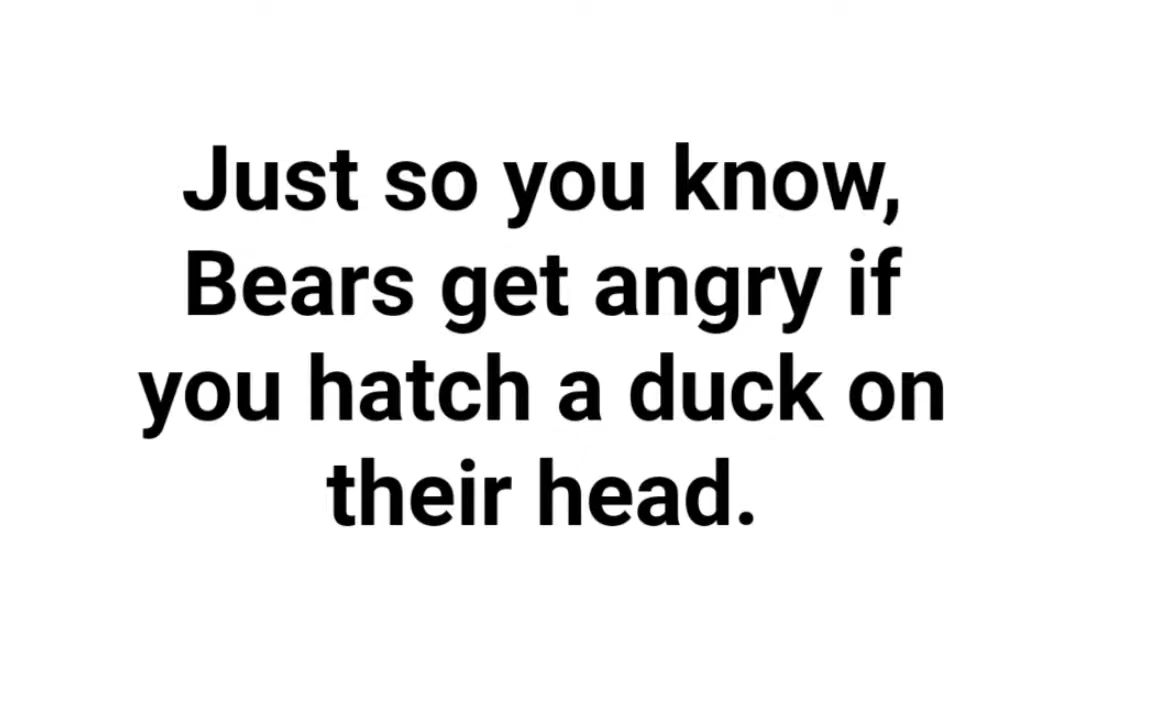 Just so you know,
Bears get angry if
you hatch a duck on
their head.